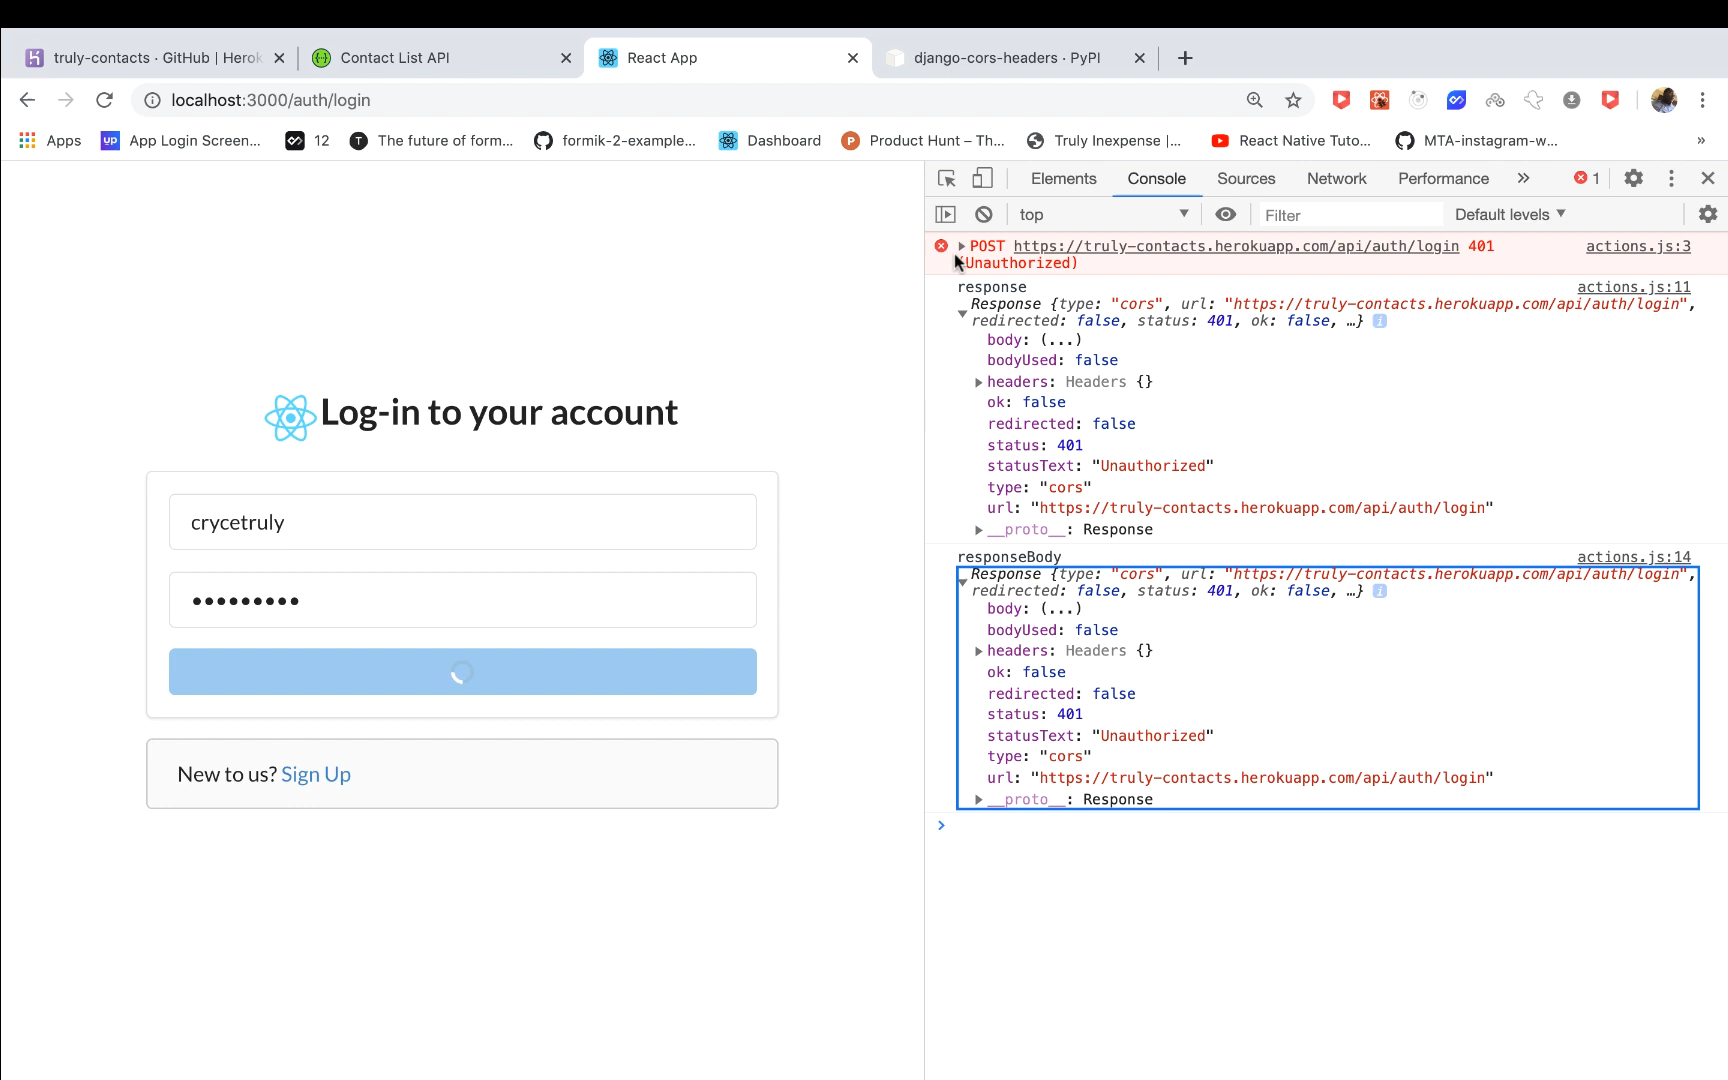 truly-contacts · GitHub | Herok
Contact List API
React App
django-cors-headers · PyPI
localhost:3000/auth/login
Apps
up
App Login Screen...
12
T
The future of form...
formik-2-example...
Dashboard
P
Product Hunt – Th...
Truly Inexpense |...
React Native Tuto...
MTA-instagram-w...
»
Elements
Console
Sources
Network
Performance
»
1
top
Filter
Default levels
POST https://truly-contacts.herokuapp.com/api/auth/login 401
actions.js:3
(Unauthorized)
response
actions.js:11
Response {type: "cors", url: "https://truly-contacts.herokuapp.com/api/auth/login",
redirected: false, status: 401, ok: false, …}
body: (...)
bodyUsed: false
headers: Headers {}
ok: false
redirected: false
status: 401
statusText: "Unauthorized"
type: "cors"
url: "https://truly-contacts.herokuapp.com/api/auth/login"
__proto__: Response
responseBody
actions.js:14
Response {type: "cors", url: "https://truly-contacts.herokuapp.com/api/auth/login",
redirected: false, status: 401, ok: false, …}
body: (...)
bodyUsed: false
headers: Headers {}
ok: false
redirected: false
status: 401
statusText: "Unauthorized"
type: "cors"
url: "https://truly-contacts.herokuapp.com/api/auth/login"
__proto__: Response
Log-in to your account
crycetruly
•••••••••
New to us? Sign Up